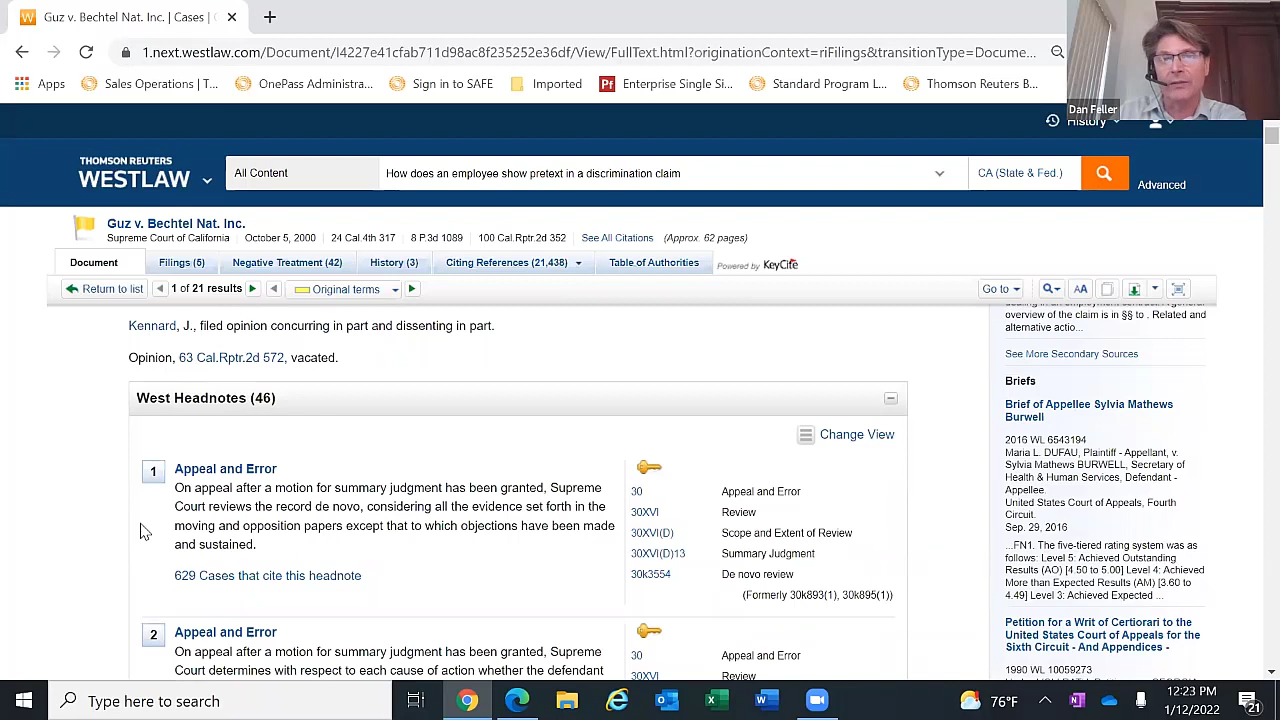 Guz v. Bechtel Nat. Inc. | Cases | C
1.next.westlaw.com/Document/I4227e41cfab711d98ac8f235252e36df/View/FullText.html?originationContext=riFilings&transitionType=Docume...
Apps
Sales Operations | T...
OnePass Administra...
Sign in to
Imported
Enterprise Single Si...
Standard Program L...
Thomson Reuters B...
Dan Feller
History
THOMSON REUTERS
WESTLAW
All Content
How does an employee show pretext in a discrimination claim
CA (State & Fed.)
Advanced
Guz v. Bechtel Nat. Inc.
Supreme Court of California October 5, 2000 24 Cal.4th 317 8 P.3d 1089 100 Cal.Rptr.2d 352 See All Citations (Approx. 62 pages)
Document
Filings (5)
Negative Treatment (42)
History (3)
Citing References (21,438)
Table of Authorities
Powered by KeyCite
Return to list
1 of 21 results
Original terms
Go to
AA
Kennard, J., filed opinion concurring in part and dissenting in part.
Opinion, 63 Cal.Rptr.2d 572, vacated.
West Headnotes (46)
Change View
1
Appeal and Error
On appeal after a motion for summary judgment has been granted, Supreme
Court reviews the record de novo, considering all the evidence set forth in the
moving and opposition papers except that to which objections have been made
and sustained.
629 Cases that cite this headnote
30 Appeal and Error
30XVI Review
30XVI(D) Scope and Extent of Review
30XVI(D)13 Summary Judgment
30k3554 De novo review
(Formerly 30k893(1), 30k895(1))
2
Appeal and Error
On appeal after a motion for summary judgment has been granted, Supreme
Court determines with respect to each cause of action whether the defendant
30 Appeal and Error
30XVI Review
overview of the claim is in §§ to . Related and
alternative actio...
See More Secondary Sources
Briefs
Brief of Appellee Sylvia Mathews
Burwell
2016 WL 6543194
Maria L. DUFAU, Plaintiff - Appellant, v.
Sylvia Mathews BURWELL, Secretary of
Health & Human Services, Defendant -
Appellee.
United States Court of Appeals, Fourth
Circuit.
Sep. 29, 2016
...FN1. The five-tiered rating system was as
follows: Level 5: Achieved Outstanding
Results (AO) [4.50 to 5.00] Level 4: Achieved
More than Expected Results (AM) [3.60 to
4.49] Level 3: Achieved Expected ...
Petition for a Writ of Certiorari to the
United States Court of Appeals for the
Sixth Circuit - And Appendices -
1990 WL 10059273
Type here to search
76°F
12:23 PM
1/12/2022
21